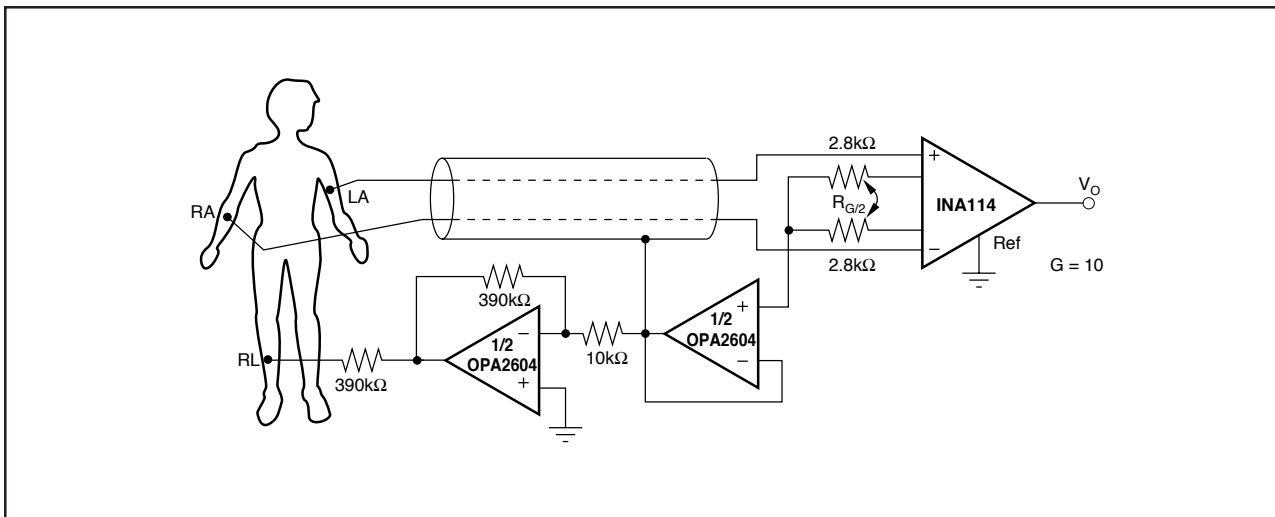 2.8kΩ
+
INA114
V_O
LA
RA
R_G/2
−
2.8kΩ
Ref
G = 10
390kΩ
+
1/2
OPA2604
−
−
1/2
OPA2604
+
10kΩ
RL
390kΩ